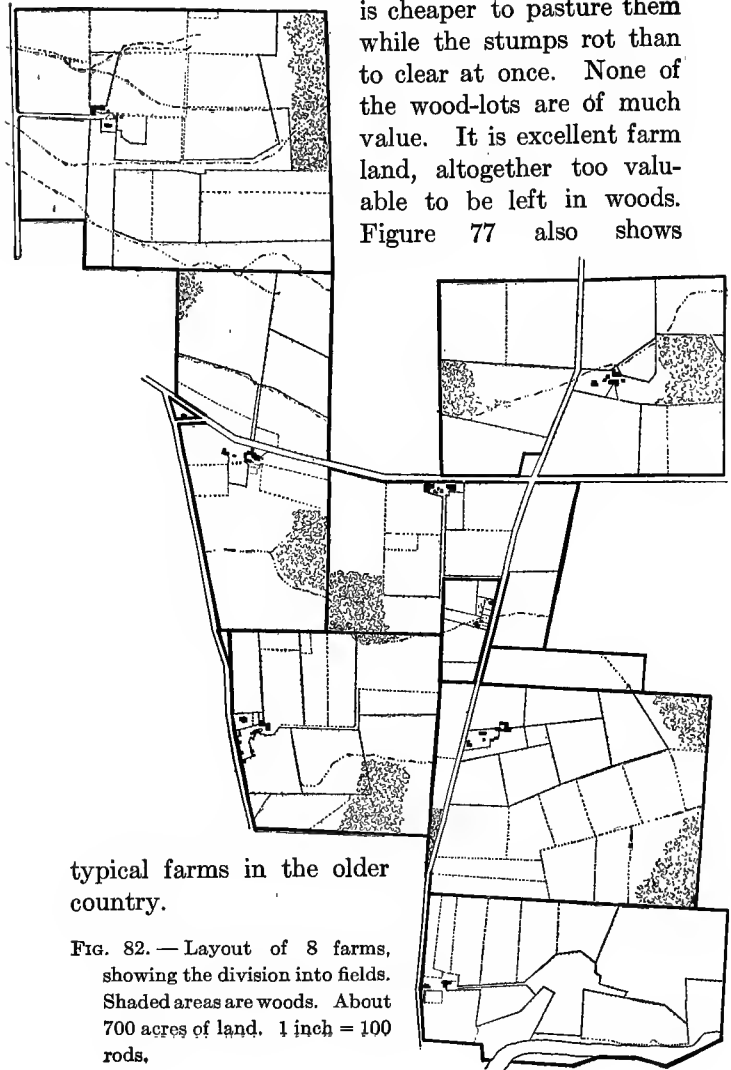 is cheaper to pasture them
while the stumps rot than
to clear at once. None of
the wood-lots are of much
value. It is excellent farm
land, altogether too valu-
able to be left in woods.
Figure 77 also shows
typical farms in the older
country.
FIG. 82. — Layout of 8 farms,
showing the division into fields.
Shaded areas are woods. About
700 acres of land. 1 inch = 100
rods.